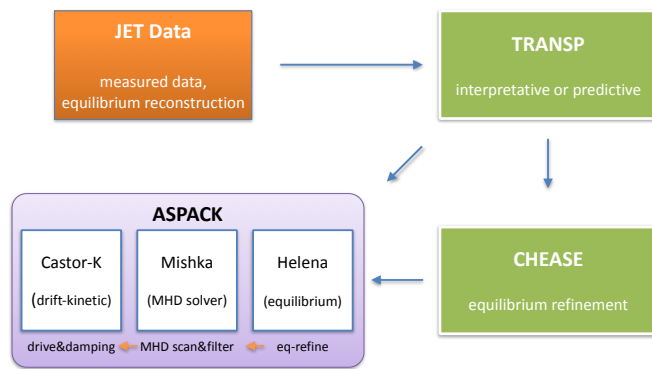 JET Data
measured data,
equilibrium reconstruction
TRANSP
interpretative or predictive
ASPACK
Castor-K
(drift-kinetic)
Mishka
(MHD solver)
Helena
(equilibrium)
drive&damping
MHD scan&filter
eq-refine
CHEASE
equilibrium refinement